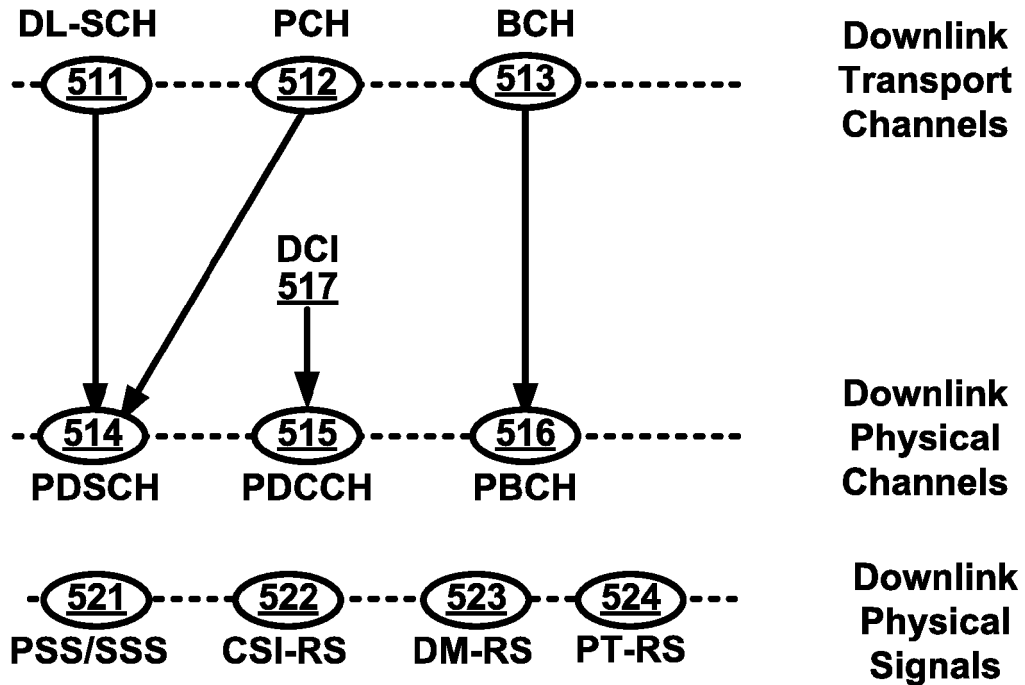 DL-SCH PCH BCH
511 512 513
Downlink
Transport
Channels
DCI
517
514 515 516
PDSCH PDCCH PBCH
Downlink
Physical
Channels
521 522 523 524
PSS/SSS CSI-RS DM-RS PT-RS
Downlink
Physical
Signals